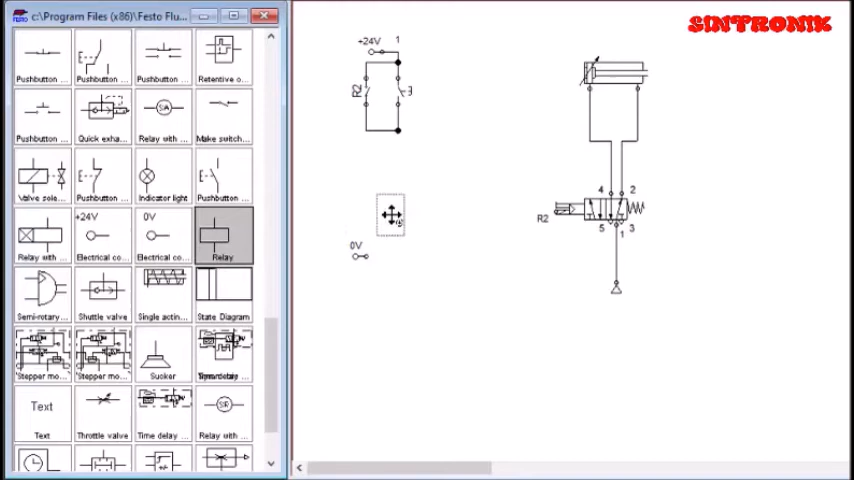 c:\Program Files (x86)\Festo Flu...
SINTRONIK
Pushbutton ...
Pushbutton ...
Pushbutton ...
Retentive o...
Pushbutton ...
Quick exha...
Relay with ...
Make switch...
Valve sole...
Pushbutton ...
Indicator light
Pushbutton ...
+24V
0V
Relay with ...
Electrical co...
Electrical co...
Relay
Semi-rotary...
Shuttle valve
Single actin...
State Diagram
Stepper mo...
Stepper mo...
Sucker
Text
Text
Throttle valve
Time delay ...
Relay with ...
+24V
1
R2
0V
4
2
R2
5
1
3